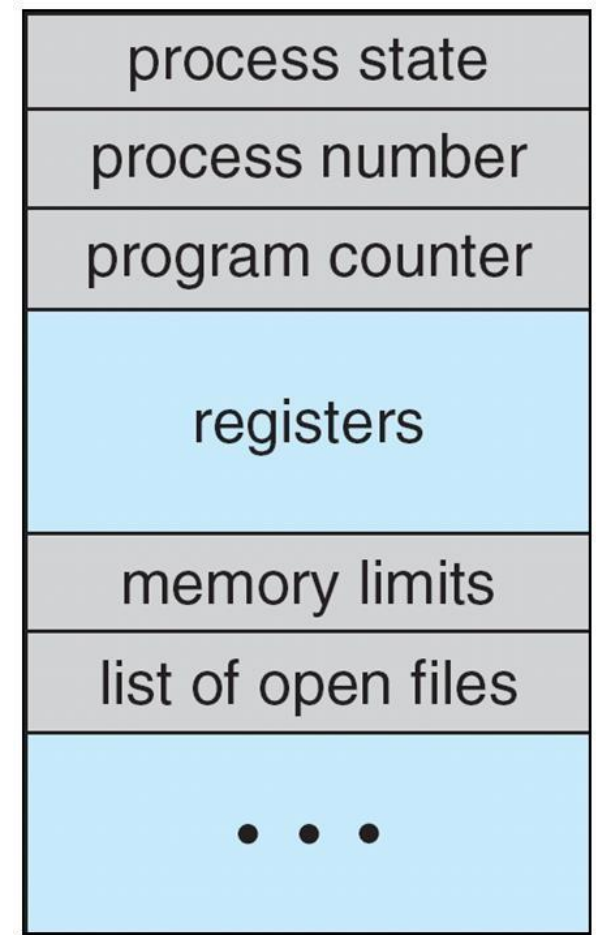 process state
process number
program counter
registers
memory limits
list of open files
• • •